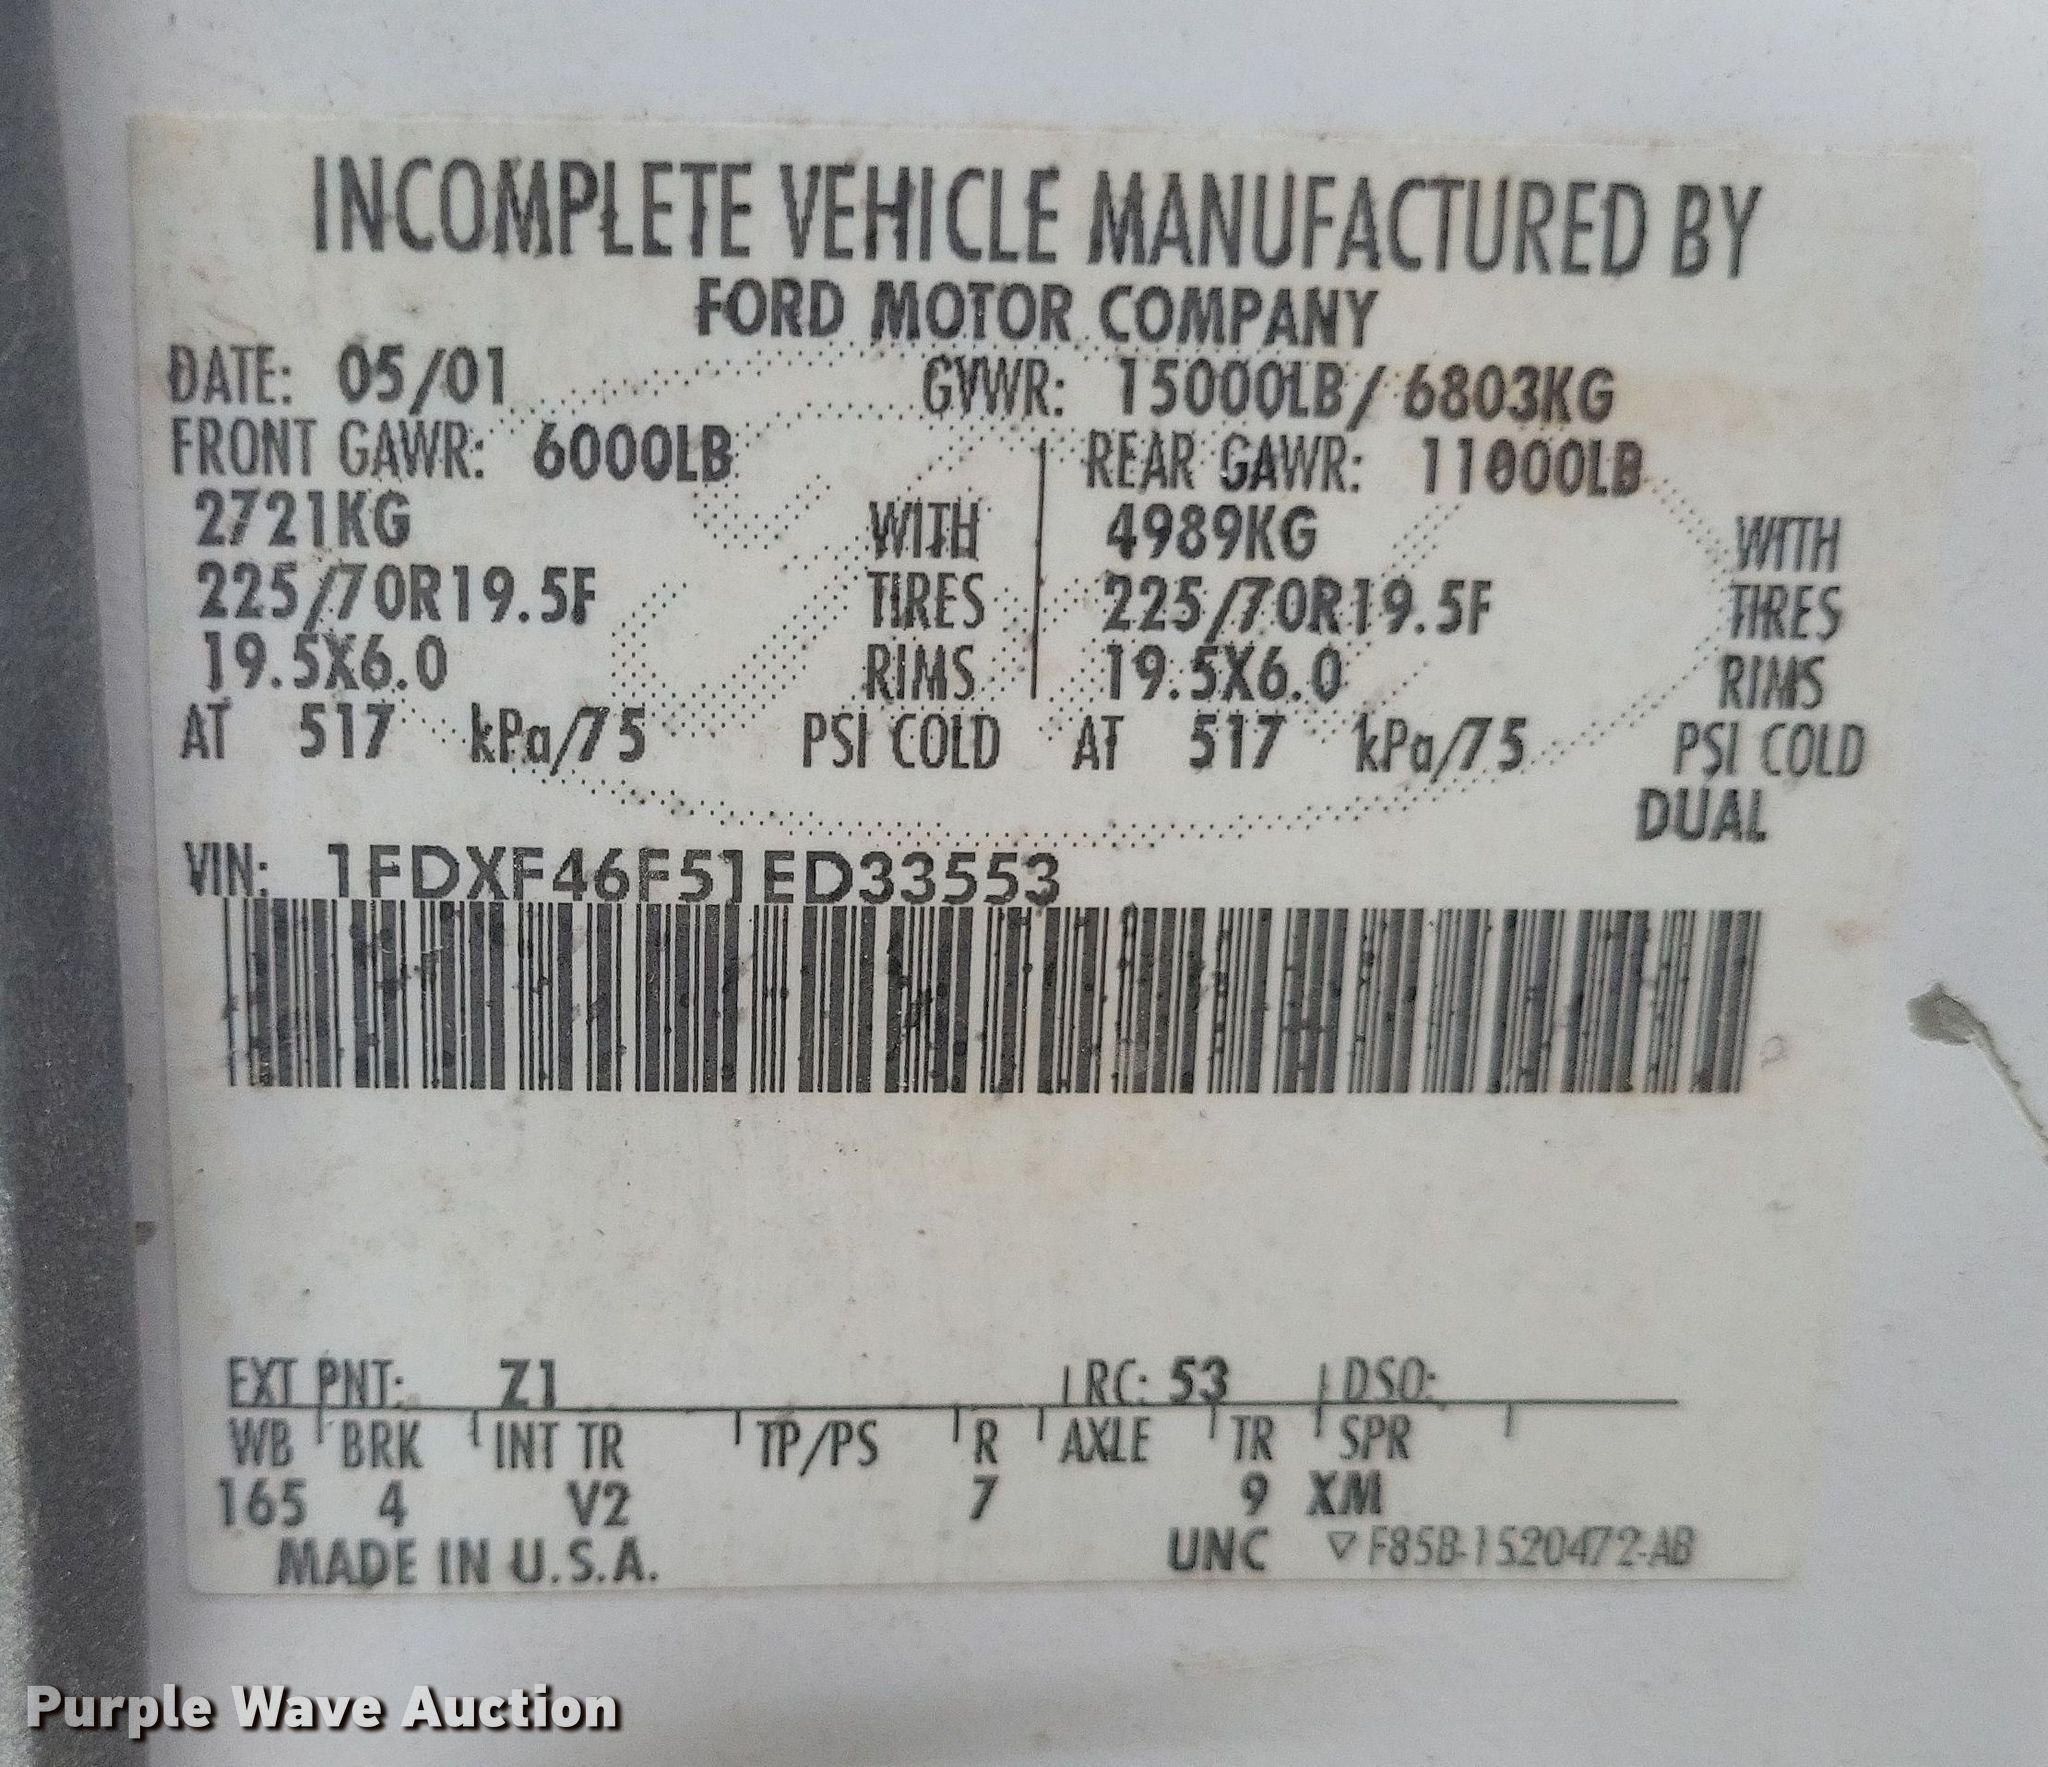 INCOMPLETE VEHICLE MANUFACTURED BY
FORD MOTOR COMPANY
DATE: 05/01 GVWR: 15000LB/ 6803KG
FRONT GAWR: 6000LB REAR GAWR: 11000LB
2721KG WITH 4989KG WITH
225/70R19.5F TIRES 225/70R19.5F TIRES
19.5X6.0 RIMS 19.5X6.0 RIMS
AT 517 kPa/75 PSI COLD AT 517 kPa/75 PSI COLD
DUAL
VIN: 1FDXF46F51ED33553
EXT PNT: Z1 RC: 53 DSO:
WB BRK INT TR TP/PS R AXLE TR SPR
165 4 V2 7 9 XM
MADE IN U.S.A. UNC ▽ F85B-1520472-AB
Purple Wave Auction